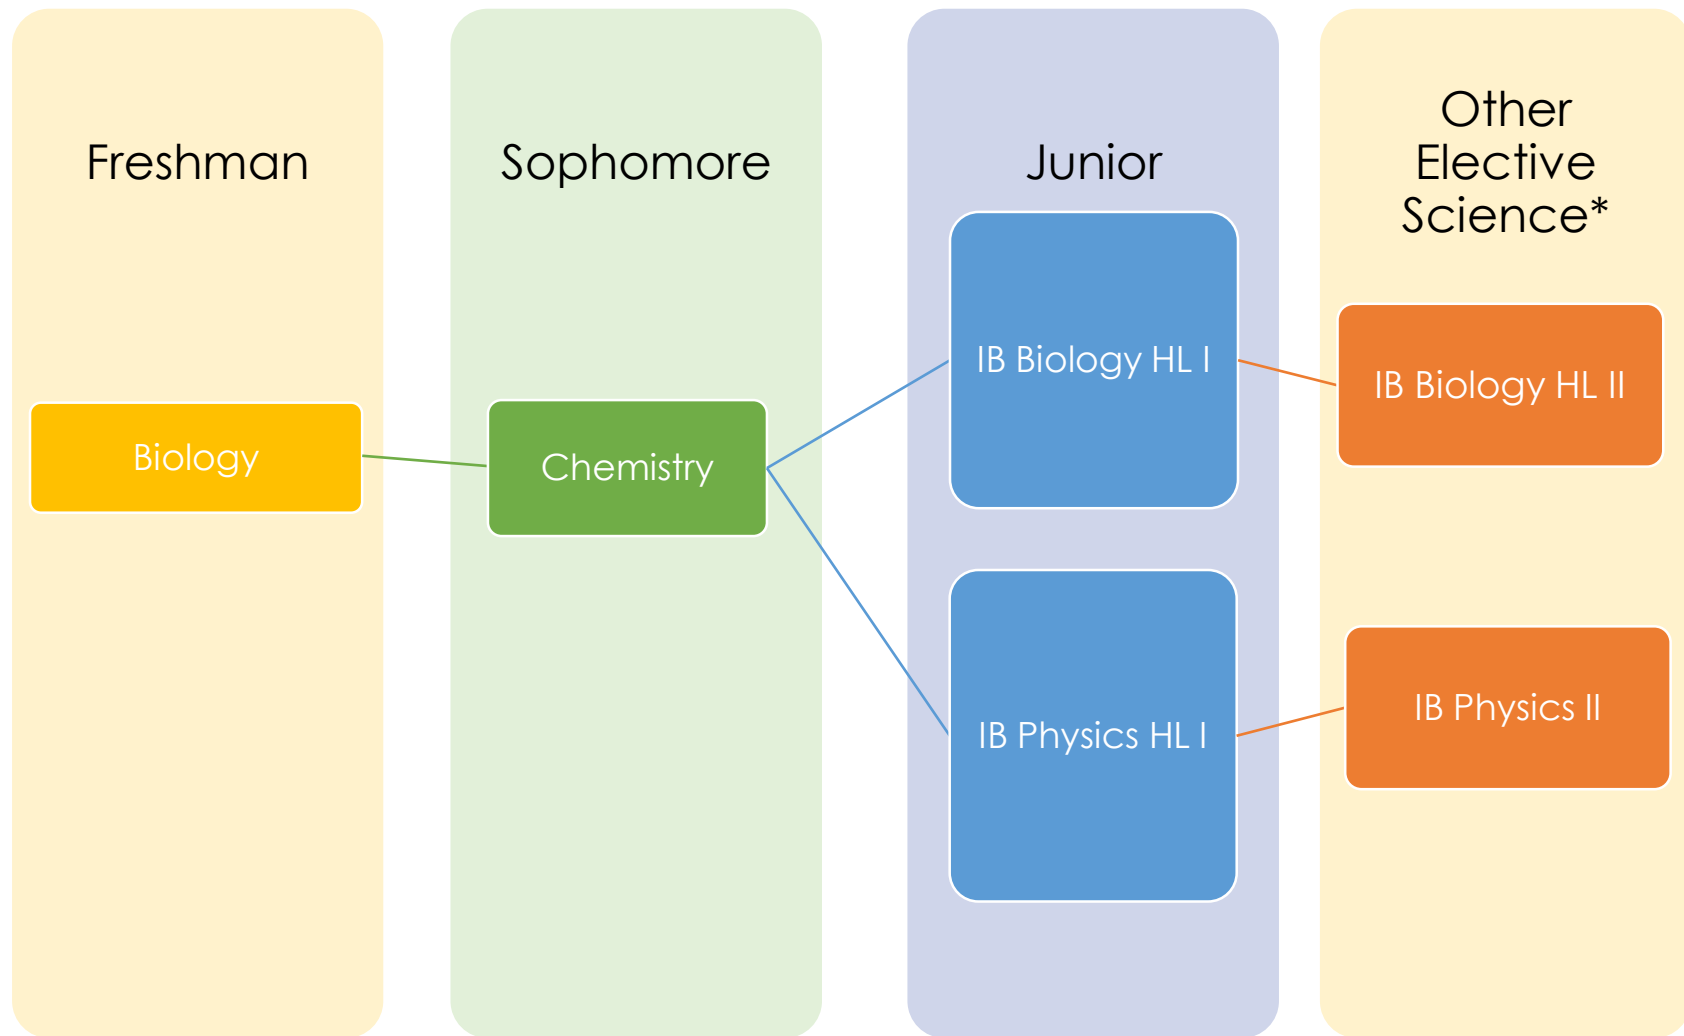 Freshman
Biology
Sophomore
Chemistry
Junior
IB Biology HL I
IB Physics HL I
Other
Elective
Science*
IB Biology HL II
IB Physics II